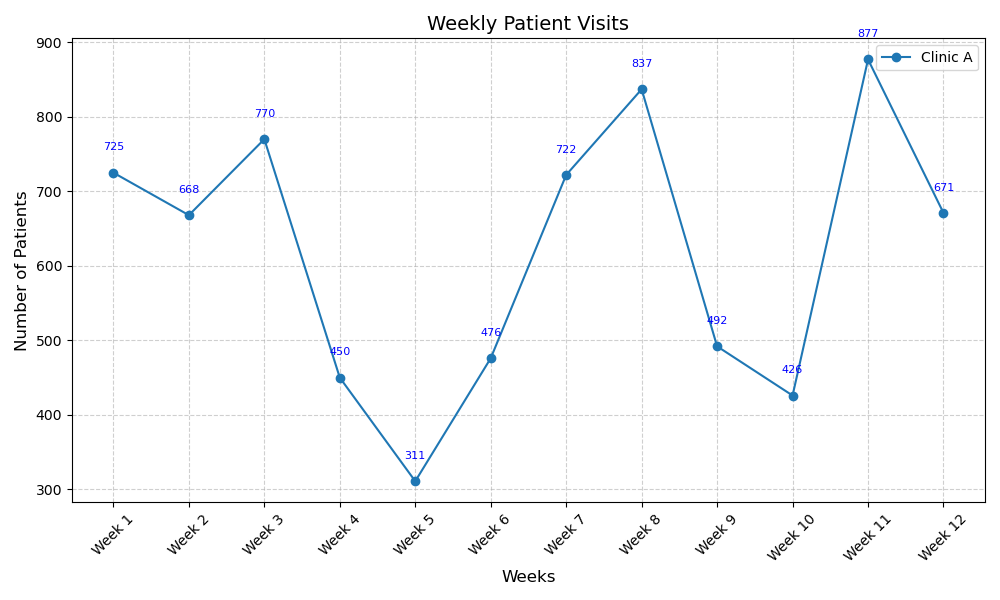 Weekly Patient Visits
Number of Patients
900
800
700
600
500
400
300
725
668
770
450
311
476
722
837
492
426
877
671
Clinic A
Week 1
Week 2
Week 3
Week 4
Week 5
Week 6
Week 7
Week 8
Week 9
Week 10
Week 11
Week 12
Weeks